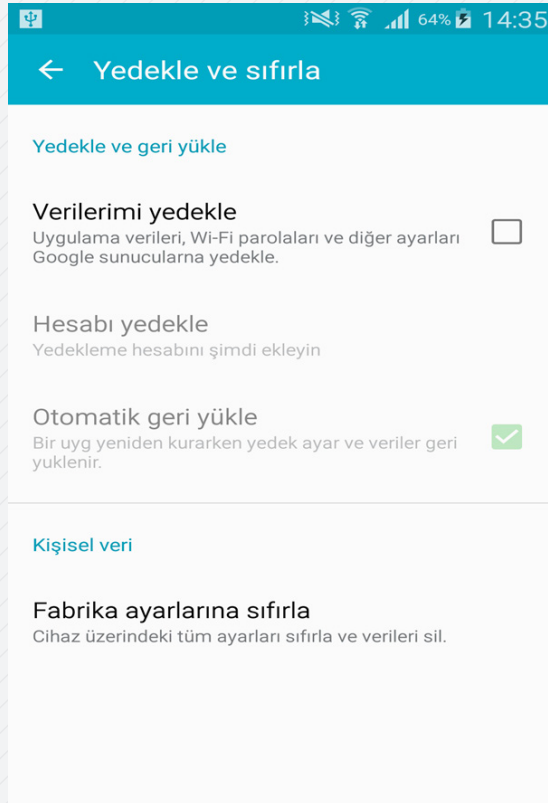 64% 14:35
Yedekle ve sıfırla
Yedekle ve geri yükle
Verilerimi yedekle
Uygulama verileri, Wi-Fi parolaları ve diğer ayarları
Google sunucularna yedekle.
Hesabı yedekle
Yedekleme hesabını şimdi ekleyin
Otomatik geri yükle
Bir uyg yeniden kurarken yedek ayar ve veriler geri
yuklenir.
Kişisel veri
Fabrika ayarlarına sıfırla
Cihaz üzerindeki tüm ayarları sıfırla ve verileri sil.